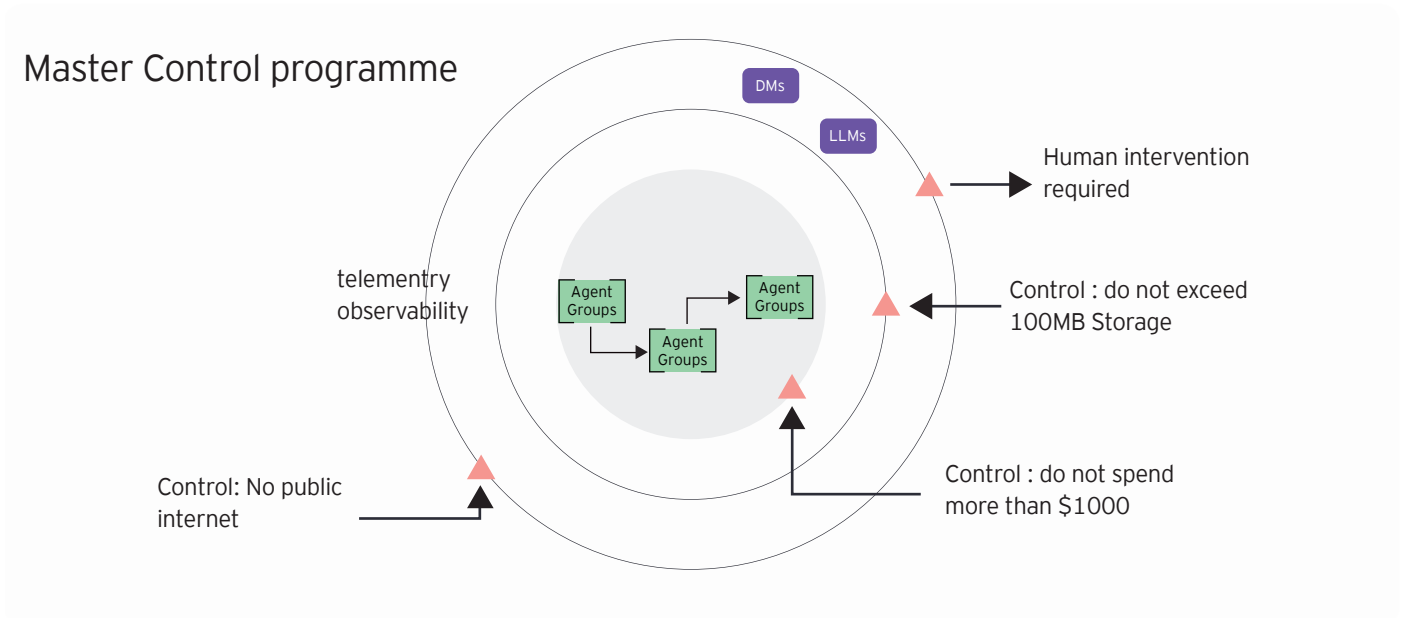 Master Control programme
DMs
LLMs
Human intervention
required
telementry
observability
Agent
Groups
Agent
Groups
Agent
Groups
Control : do not exceed
100MB Storage
Control: No public
internet
Control : do not spend
more than $1000